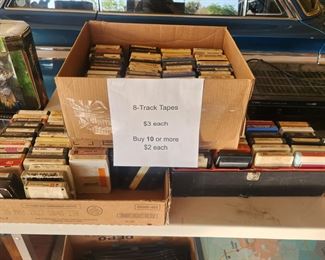 8-Track Tapes
$3 each
Buy 10 or more
$2 each